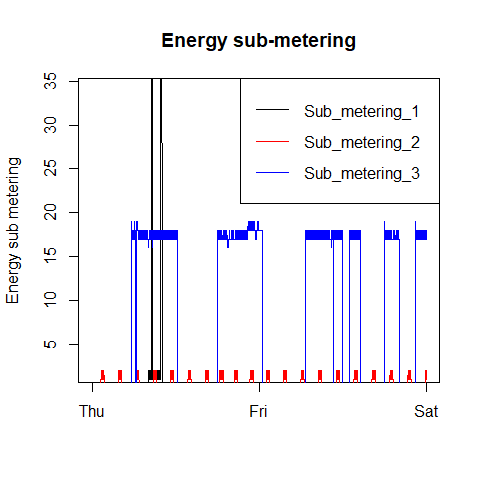 Energy sub-metering
Energy sub metering
35
30
25
20
15
10
5
Sub_metering_1
Sub_metering_2
Sub_metering_3
Thu
Fri
Sat